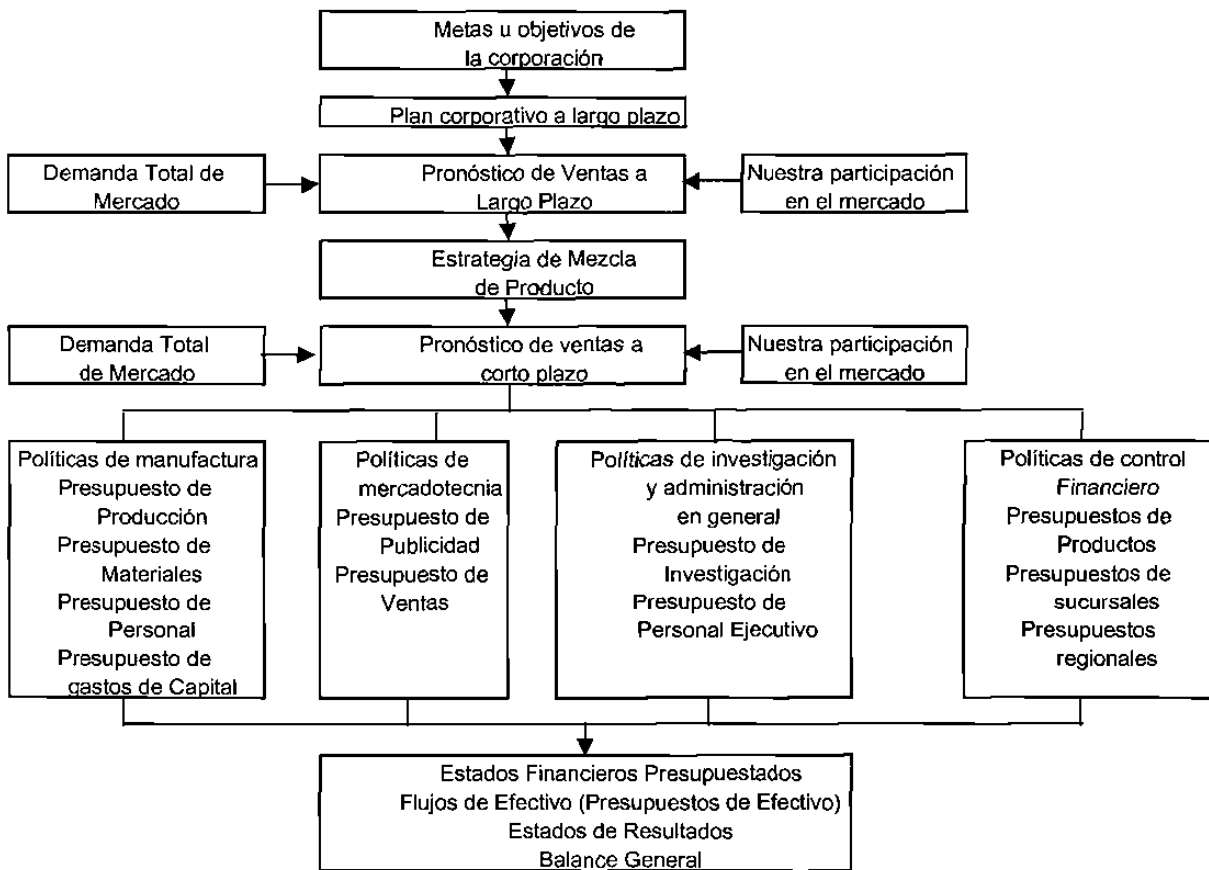 Metas u objetivos de
la corporación
Plan corporativo a largo plazo
Demanda Total de
Mercado
Pronóstico de Ventas a
Largo Plazo
Nuestra participación
en el mercado
Estrategia de Mezcla
de Producto
Demanda Total
de Mercado
Pronóstico de ventas a
corto plazo
Nuestra participación
en el mercado
Políticas de manufactura
Presupuesto de
Producción
Presupuesto de
Materiales
Presupuesto de
Personal
Presupuesto de
gastos de Capital
Políticas de
mercadotecnia
Presupuesto de
Publicidad
Presupuesto de
Ventas
Políticas de investigación
y administración
en general
Presupuesto de
Investigación
Presupuesto de
Personal Ejecutivo
Políticas de control
Financiero
Presupuestos de
Productos
Presupuestos de
sucursales
Presupuestos
regionales
Estados Financieros Presupuestados
Flujos de Efectivo (Presupuestos de Efectivo)
Estados de Resultados
Balance General